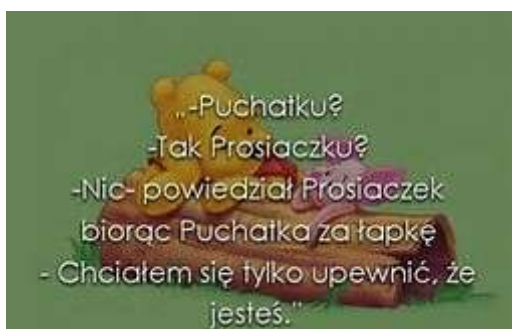 „-Puchatku?
-Tak Prosiaczku?
-Nic- powiedział Prosiaczek
biorąc Puchatka za łapkę
- Chciałem się tylko upewnić, że
jesteś."